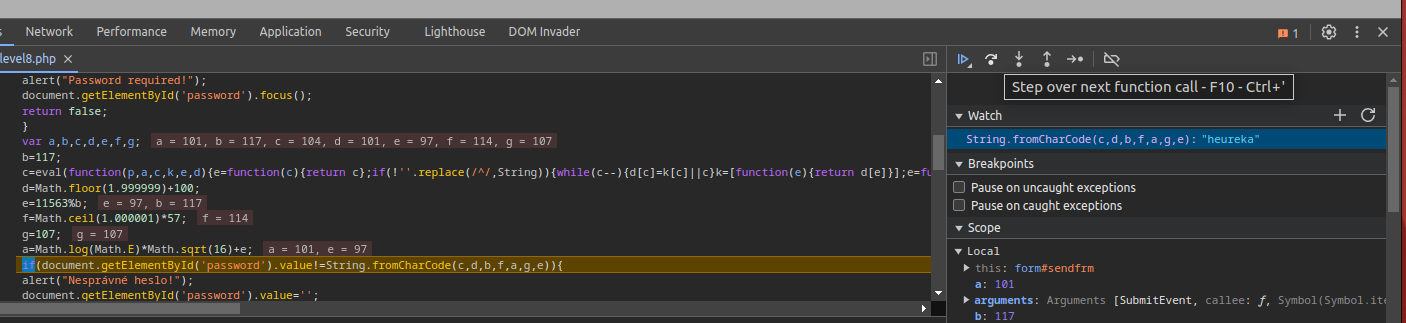 Network Performance Memory Application Security Lighthouse DOM Invader 1
level8.php
alert("Password required!");
document.getElementById('password').focus();
return false;
}
var a,b,c,d,e,f,g; a = 101, b = 117, c = 104, d = 101, e = 97, f = 114, g = 107
b=117;
c=eval(function(p,a,c,k,e,d){e=function(c){return c};if(!''.replace(/^/,String)){while(c--){d[c]=k[c]||c}k=[function(e){return d[e]}];e=fu
d=Math.floor(1.999999)+100;
e=11563%b; e = 97, b = 117
f=Math.ceil(1.000001)*57; f = 114
g=107; g = 107
a=Math.log(Math.E)*Math.sqrt(16)+e; a = 101, e = 97
if(document.getElementById('password').value!=String.fromCharCode(c,d,b,f,a,g,e)){
alert("Nesprávné heslo!");
document.getElementById('password').value='';
Step over next function call - F10 - Ctrl+'
Watch
String.fromCharCode(c,d,b,f,a,g,e): "heureka"
Breakpoints
Pause on uncaught exceptions
Pause on caught exceptions
Scope
Local
this: form#sendfrm
a: 101
arguments: Arguments [SubmitEvent, callee: ƒ, Symbol(Symbol.ite
b: 117